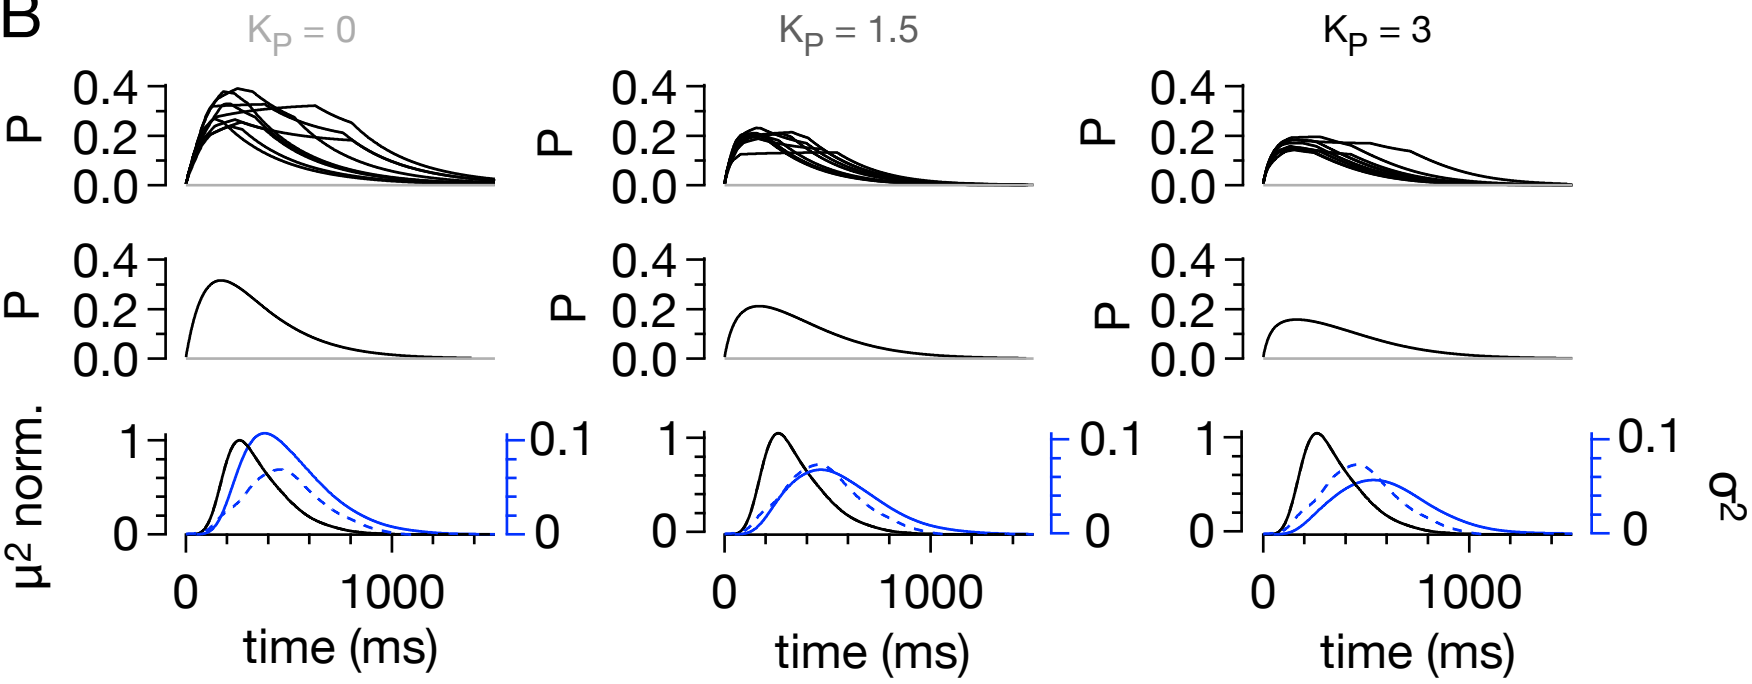 B
K_P = 0 K_P = 1.5 K_P = 3
P 0.4 0.2 0.0 P 0.4 0.2 0.0 P 0.4 0.2 0.0
P 0.4 0.2 0.0 P 0.4 0.2 0.0 P 0.4 0.2 0.0
μ² norm. 1 0 0.1 0 1 0 0.1 0 1 0 0.1 0 σ²
0 1000 0 1000 0 1000
time (ms) time (ms) time (ms)